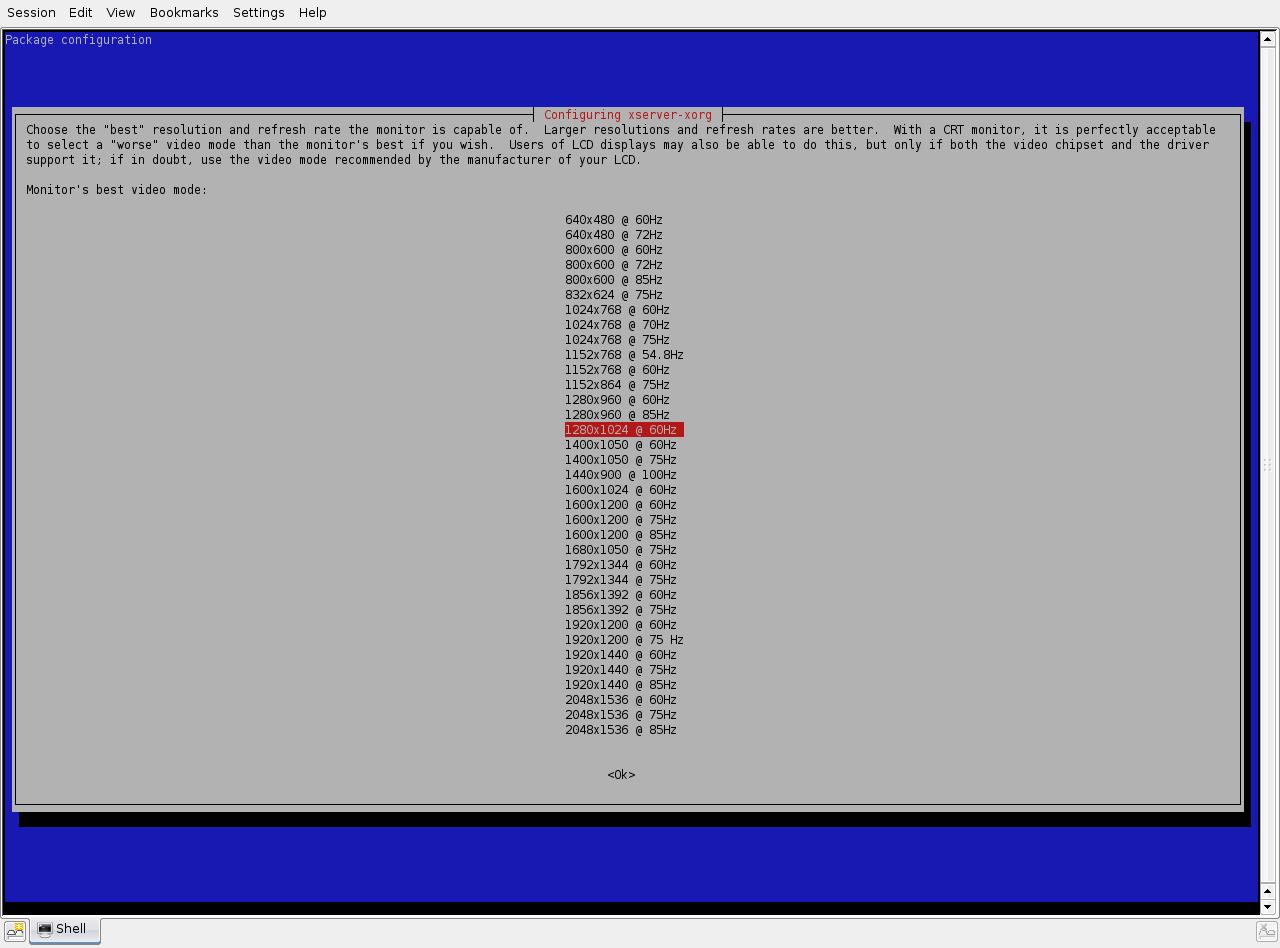 Session Edit View Bookmarks Settings Help
Package configuration
Configuring xserver-xorg
Choose the "best" resolution and refresh rate the monitor is capable of.  Larger resolutions and refresh rates are better.  With a CRT monitor, it is perfectly acceptable
to select a "worse" video mode than the monitor's best if you wish.  Users of LCD displays may also be able to do this, but only if both the video chipset and the driver
support it; if in doubt, use the video mode recommended by the manufacturer of your LCD.
Monitor's best video mode:
640x480 @ 60Hz
640x480 @ 72Hz
800x600 @ 60Hz
800x600 @ 72Hz
800x600 @ 85Hz
832x624 @ 75Hz
1024x768 @ 60Hz
1024x768 @ 70Hz
1024x768 @ 75Hz
1152x768 @ 54.8Hz
1152x768 @ 60Hz
1152x864 @ 75Hz
1280x960 @ 60Hz
1280x960 @ 85Hz
1280x1024 @ 60Hz
1400x1050 @ 60Hz
1400x1050 @ 75Hz
1440x900 @ 100Hz
1600x1024 @ 60Hz
1600x1200 @ 60Hz
1600x1200 @ 75Hz
1600x1200 @ 85Hz
1680x1050 @ 75Hz
1792x1344 @ 60Hz
1792x1344 @ 75Hz
1856x1392 @ 60Hz
1856x1392 @ 75Hz
1920x1200 @ 60Hz
1920x1200 @ 75 Hz
1920x1440 @ 60Hz
1920x1440 @ 75Hz
1920x1440 @ 85Hz
2048x1536 @ 60Hz
2048x1536 @ 75Hz
2048x1536 @ 85Hz
<Ok>
Shell